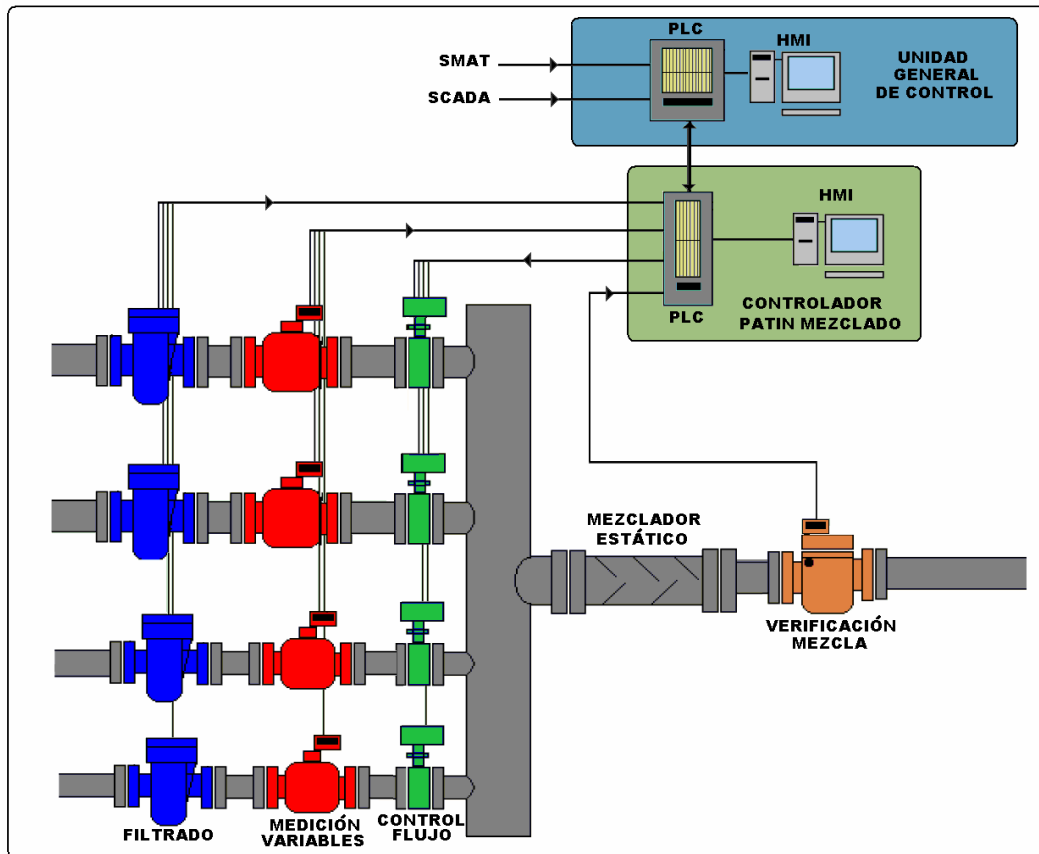 PLC
HMI
SMAT
SCADA
UNIDAD
GENERAL
DE CONTROL
HMI
CONTROLADOR
PATIN MEZCLADO
PLC
MEZCLADOR
ESTÁTICO
VERIFICACIÓN
MEZCLA
FILTRADO
MEDICIÓN
VARIABLES
CONTROL
FLUJO